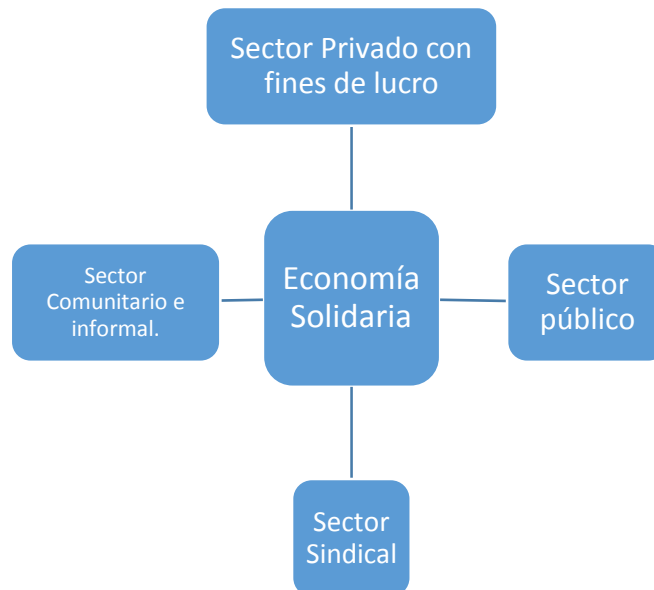 Sector Privado con
fines de lucro
Sector
Comunitario e
informal.
Economía
Solidaria
Sector
público
Sector
Sindical